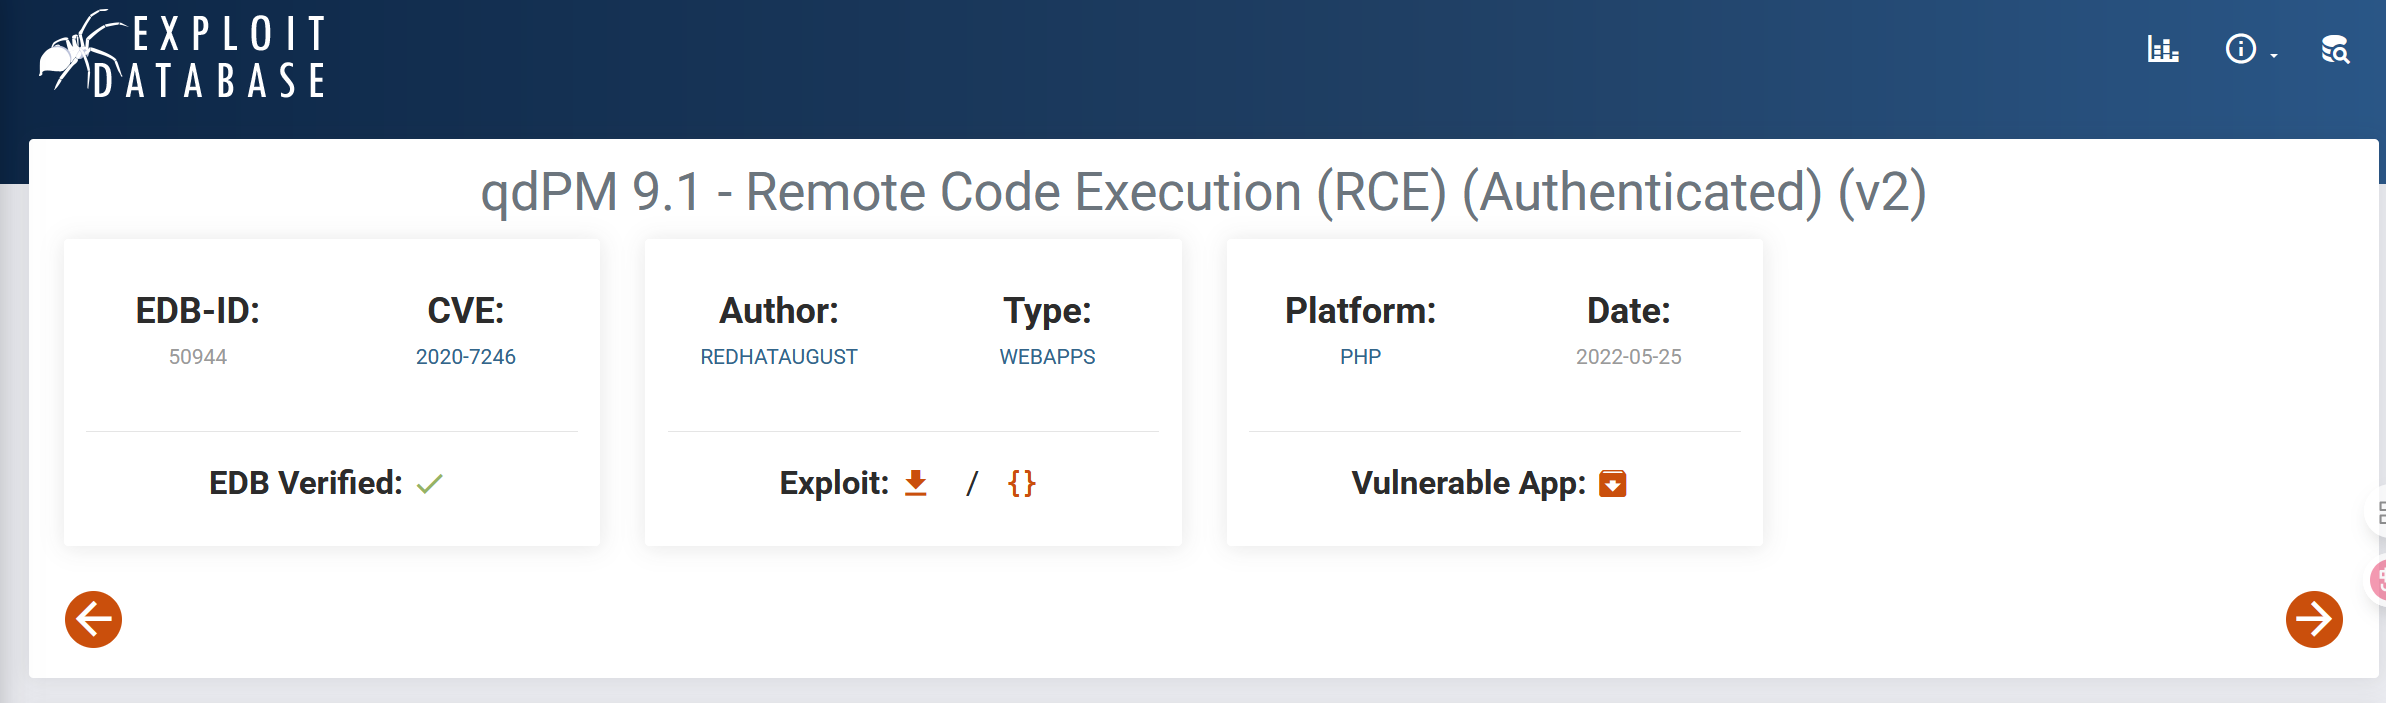 EXPLOIT
DATABASE
qdPM 9.1 - Remote Code Execution (RCE) (Authenticated) (v2)
EDB-ID:
50944
CVE:
2020-7246
EDB Verified:
Author:
REDHATAUGUST
Type:
WEBAPPS
Exploit: / {}
Platform:
PHP
Date:
2022-05-25
Vulnerable App: